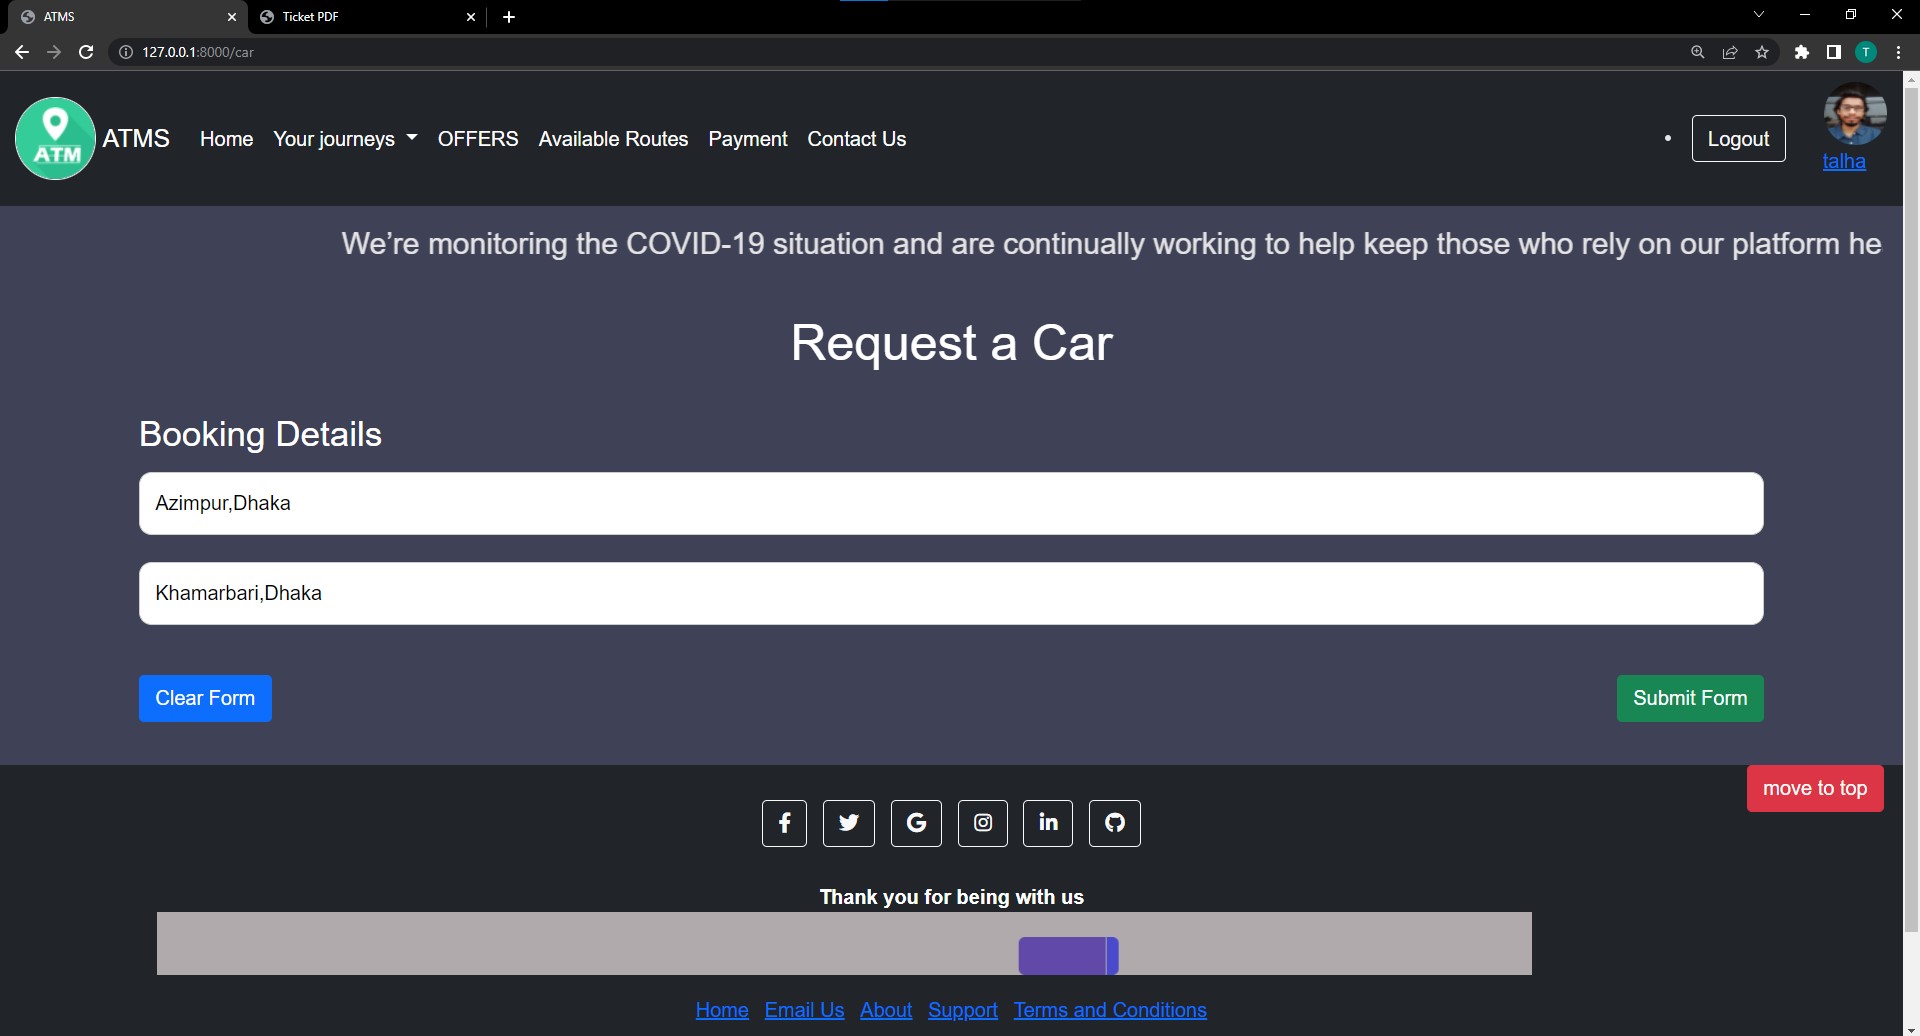 ATMS
Ticket PDF
127.0.0.1:8000/car
T
ATM
ATMS
Home
Your journeys
OFFERS
Available Routes
Payment
Contact Us
Logout
talha
We’re monitoring the COVID-19 situation and are continually working to help keep those who rely on our platform he
Request a Car
Booking Details
Azimpur,Dhaka
Khamarbari,Dhaka
Clear Form
Submit Form
move to top
Thank you for being with us
Home
Email Us
About
Support
Terms and Conditions